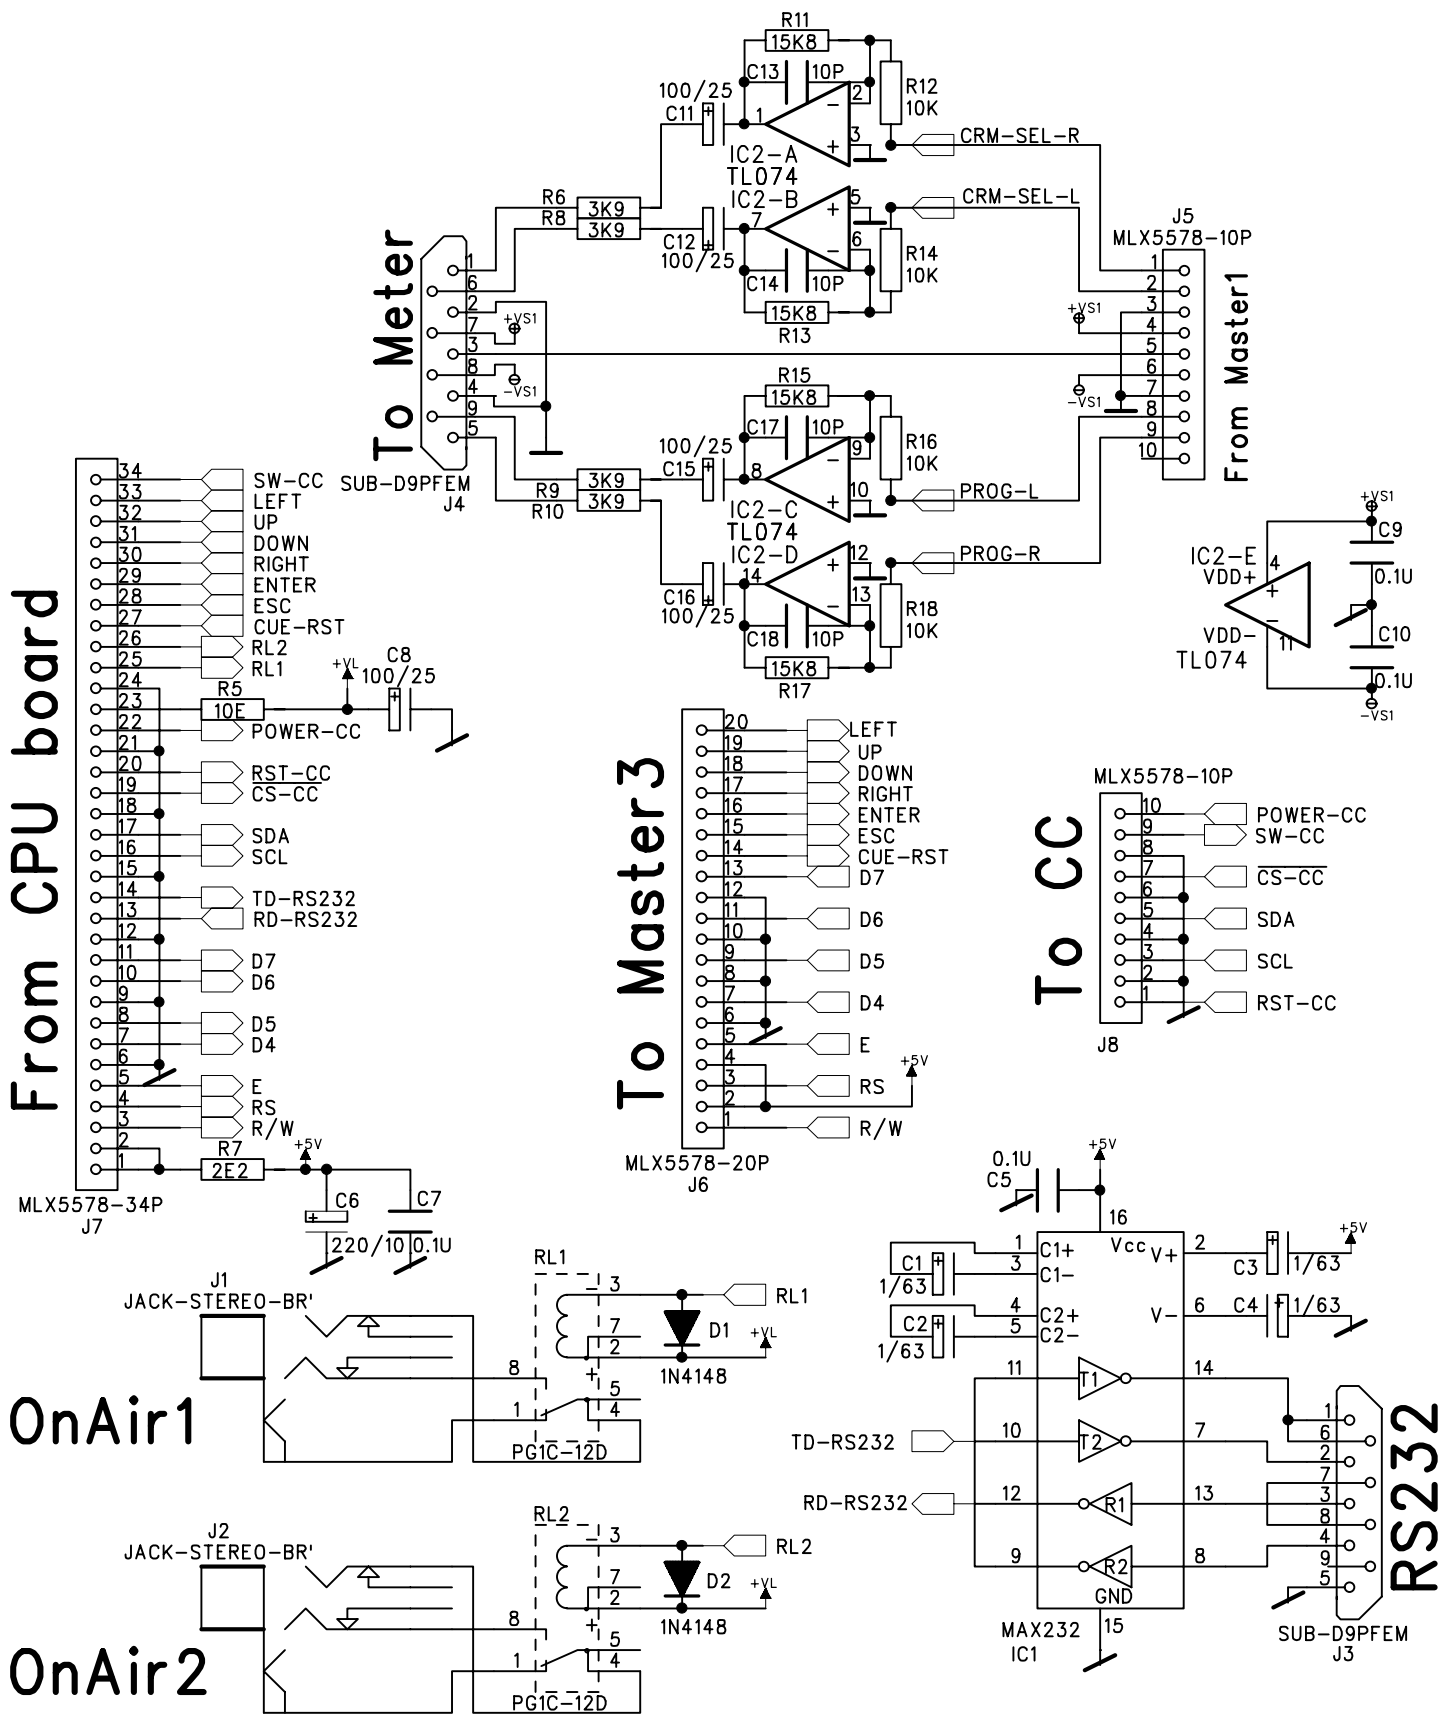 R11
15K8
C13
10P
2
R12
10K
100/25
C11
1
3
CRM-SEL-R
IC2-A
TL074
IC2-B
R6
3K9
R8
3K9
7
5
CRM-SEL-L
C12
100/25
6
R14
10K
C14
10P
15K8
R13
J5
MLX5578-10P
1
2
3
4
5
6
7
8
9
10
From Master1
+VS1
-VS1
To Meter
1
6
2
7
3
8
4
9
5
+VS1
-VS1
SUB-D9PFEM
J4
R15
15K8
C17
10P
9
R16
10K
100/25
C15
8
10
PROG-L
3K9
R9
3K9
R10
IC2-C
TL074
IC2-D
14
12
PROG-R
C16
100/25
13
R18
10K
C18
10P
15K8
R17
+VS1
C9
IC2-E
VDD+
4
0.1U
VDD-
11
TL074
C10
0.1U
-VS1
From CPU board
34
SW-CC
33
LEFT
32
UP
31
DOWN
30
RIGHT
29
ENTER
28
ESC
27
CUE-RST
26
RL2
25
RL1
24
23
R5
10E
+VL
C8
100/25
22
POWER-CC
21
20
RST-CC
19
CS-CC
18
17
SDA
16
SCL
15
14
TD-RS232
13
RD-RS232
12
11
D7
10
D6
9
8
D5
7
D4
6
5
E
4
RS
3
R/W
2
1
R7
2E2
+5V
C6
220/10
C7
0.1U
MLX5578-34P
J7
To Master3
20
LEFT
19
UP
18
DOWN
17
RIGHT
16
ENTER
15
ESC
14
CUE-RST
13
D7
12
11
D6
10
9
D5
8
7
D4
6
5
E
4
+5V
3
RS
2
1
R/W
MLX5578-20P
J6
MLX5578-10P
To CC
10
POWER-CC
9
SW-CC
8
7
CS-CC
6
5
SDA
4
3
SCL
2
1
RST-CC
J8
OnAir1
J1
JACK-STEREO-BR'
RL1
3
RL1
7
2
D1
+VL
1N4148
8
5
1
4
PG1C-12D
OnAir2
J2
JACK-STEREO-BR'
RL2
3
RL2
7
2
D2
+VL
1N4148
8
5
1
4
PG1C-12D
0.1U
C5
+5V
16
Vcc
1
C1+
3
C1-
C1
1/63
V+
2
C3
1/63
+5V
4
C2+
5
C2-
C2
1/63
V-
6
C4
1/63
11
T1
14
TD-RS232
10
T2
7
RD-RS232
12
R1
13
9
R2
8
GND
15
MAX232
IC1
1
6
2
7
3
8
4
9
5
RS232
SUB-D9PFEM
J3